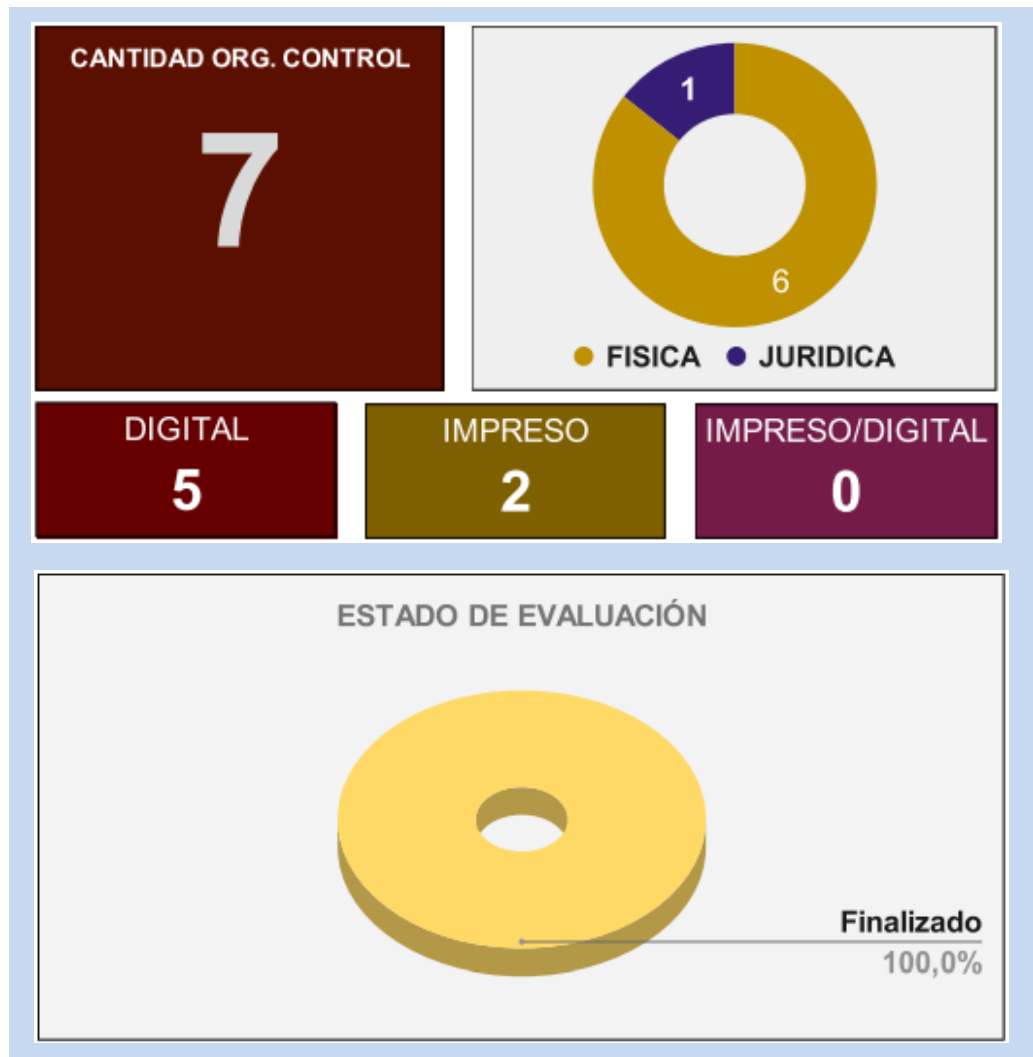 CANTIDAD ORG. CONTROL
7
1
6
FISICA JURIDICA
DIGITAL
5
IMPRESO
2
IMPRESO/DIGITAL
0
ESTADO DE EVALUACIÓN
Finalizado
100,0%